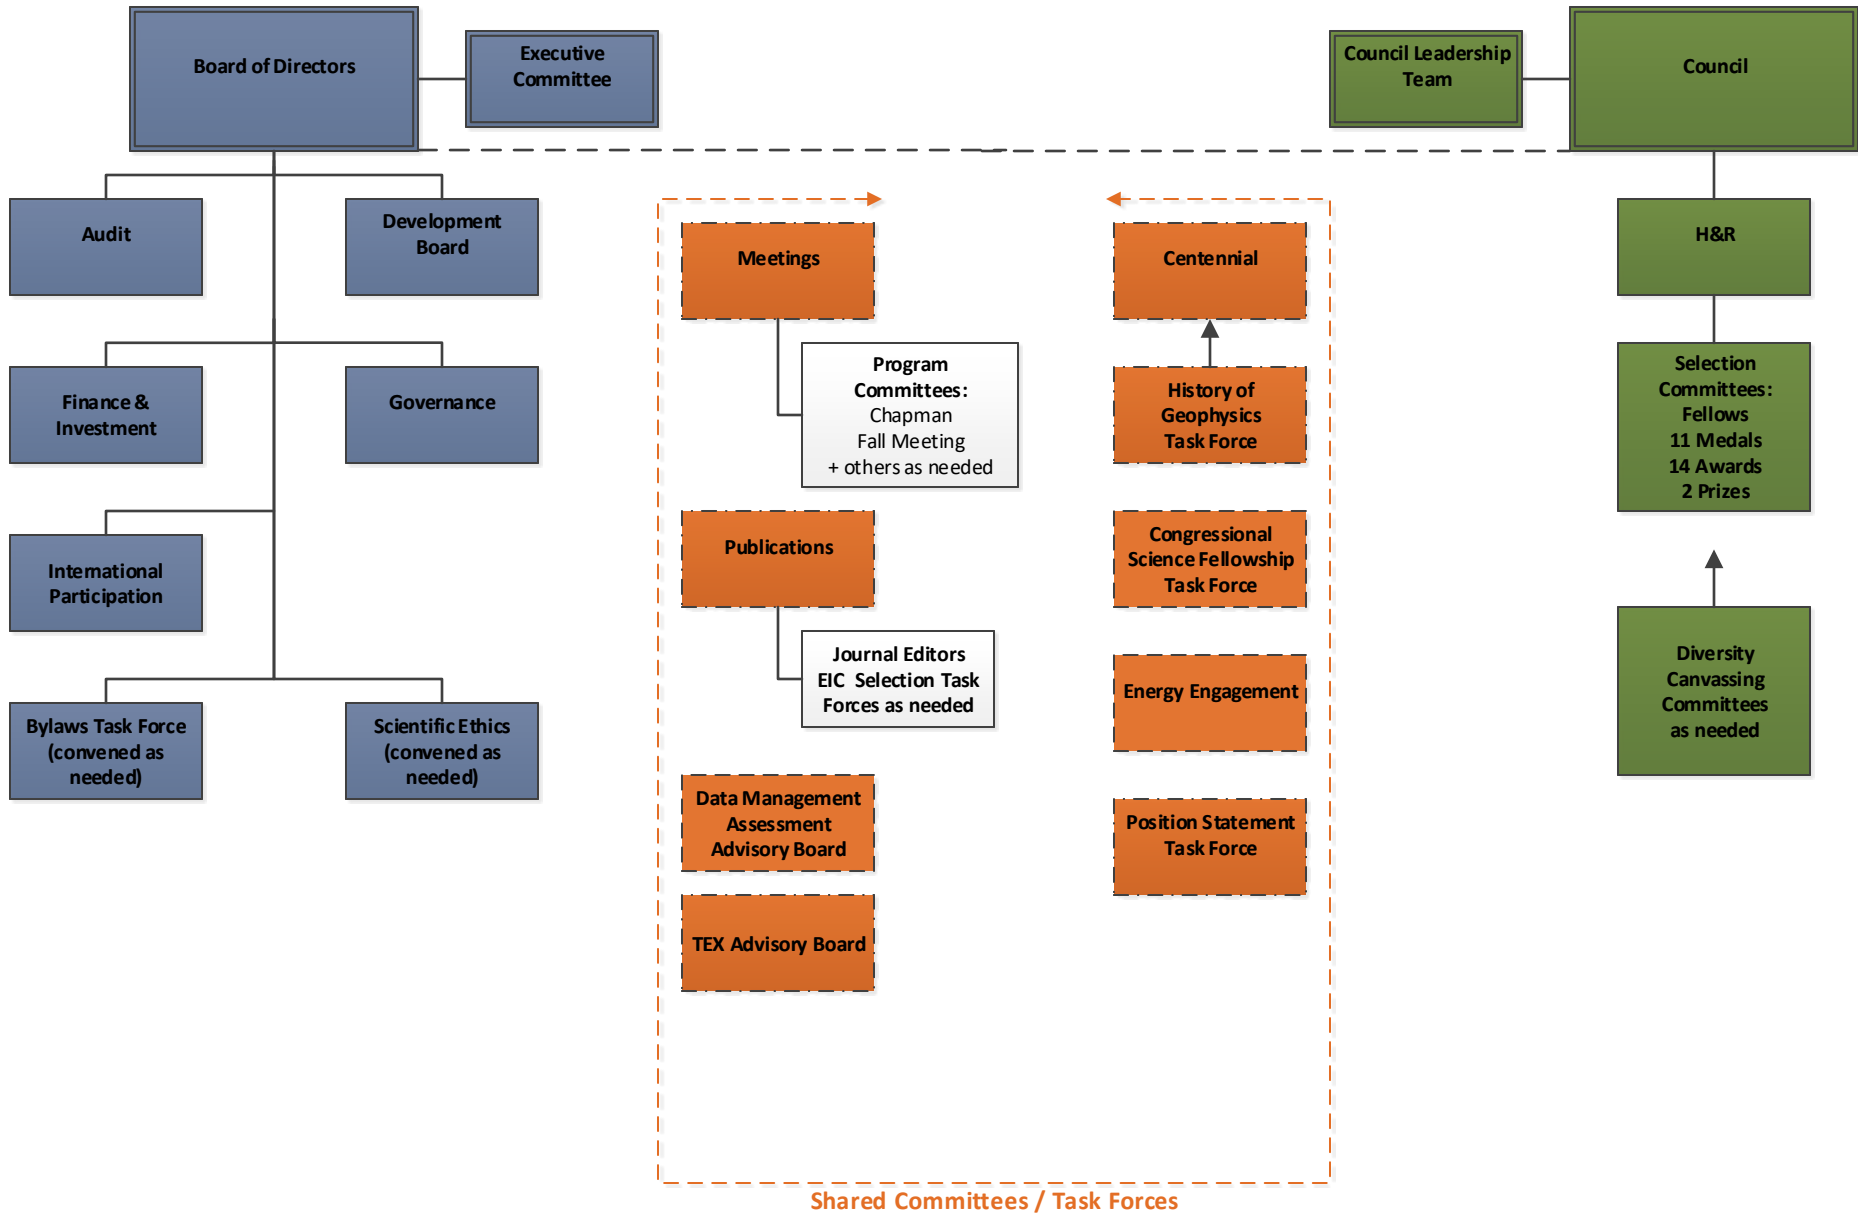 Board of Directors
Executive
Committee
Council Leadership
Team
Council
Audit
Development
Board
Finance &
Investment
Governance
International
Participation
Bylaws Task Force
(convened as
needed)
Scientific Ethics
(convened as
needed)
Meetings
Program
Committees:
Chapman
Fall Meeting
+ others as needed
Publications
Journal Editors
EIC Selection Task
Forces as needed
Data Management
Assessment
Advisory Board
TEX Advisory Board
Centennial
History of
Geophysics
Task Force
Congressional
Science Fellowship
Task Force
Energy Engagement
Position Statement
Task Force
H&R
Selection
Committees:
Fellows
11 Medals
14 Awards
2 Prizes
Diversity
Canvassing
Committees
as needed
Shared Committees / Task Forces